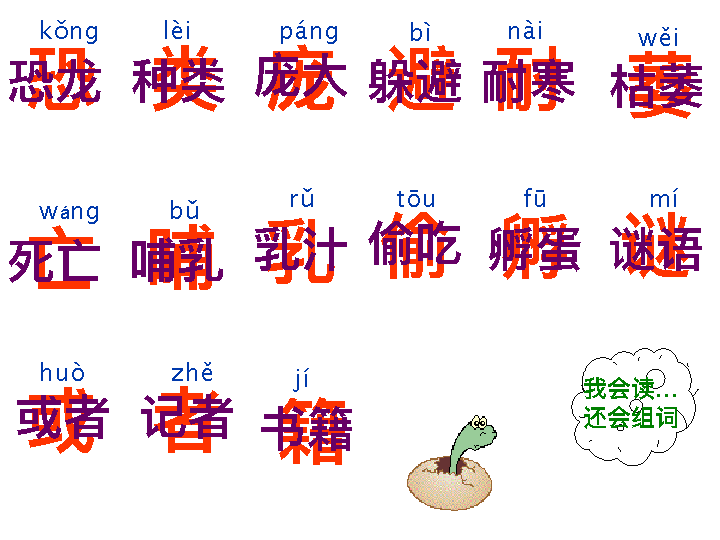 kǒng lèi páng bì nài wěi
恐 类 庞 避 耐 萎
恐龙 种类 庞大 躲避 耐寒 枯萎
wáng bǔ rǔ tōu fū mí
亡 哺 乳 偷 孵 谜
死亡 哺乳 乳汁 偷吃 孵蛋 谜语
huò zhě jí
或 者 籍
或者 记者 书籍
我会读…
还会组词